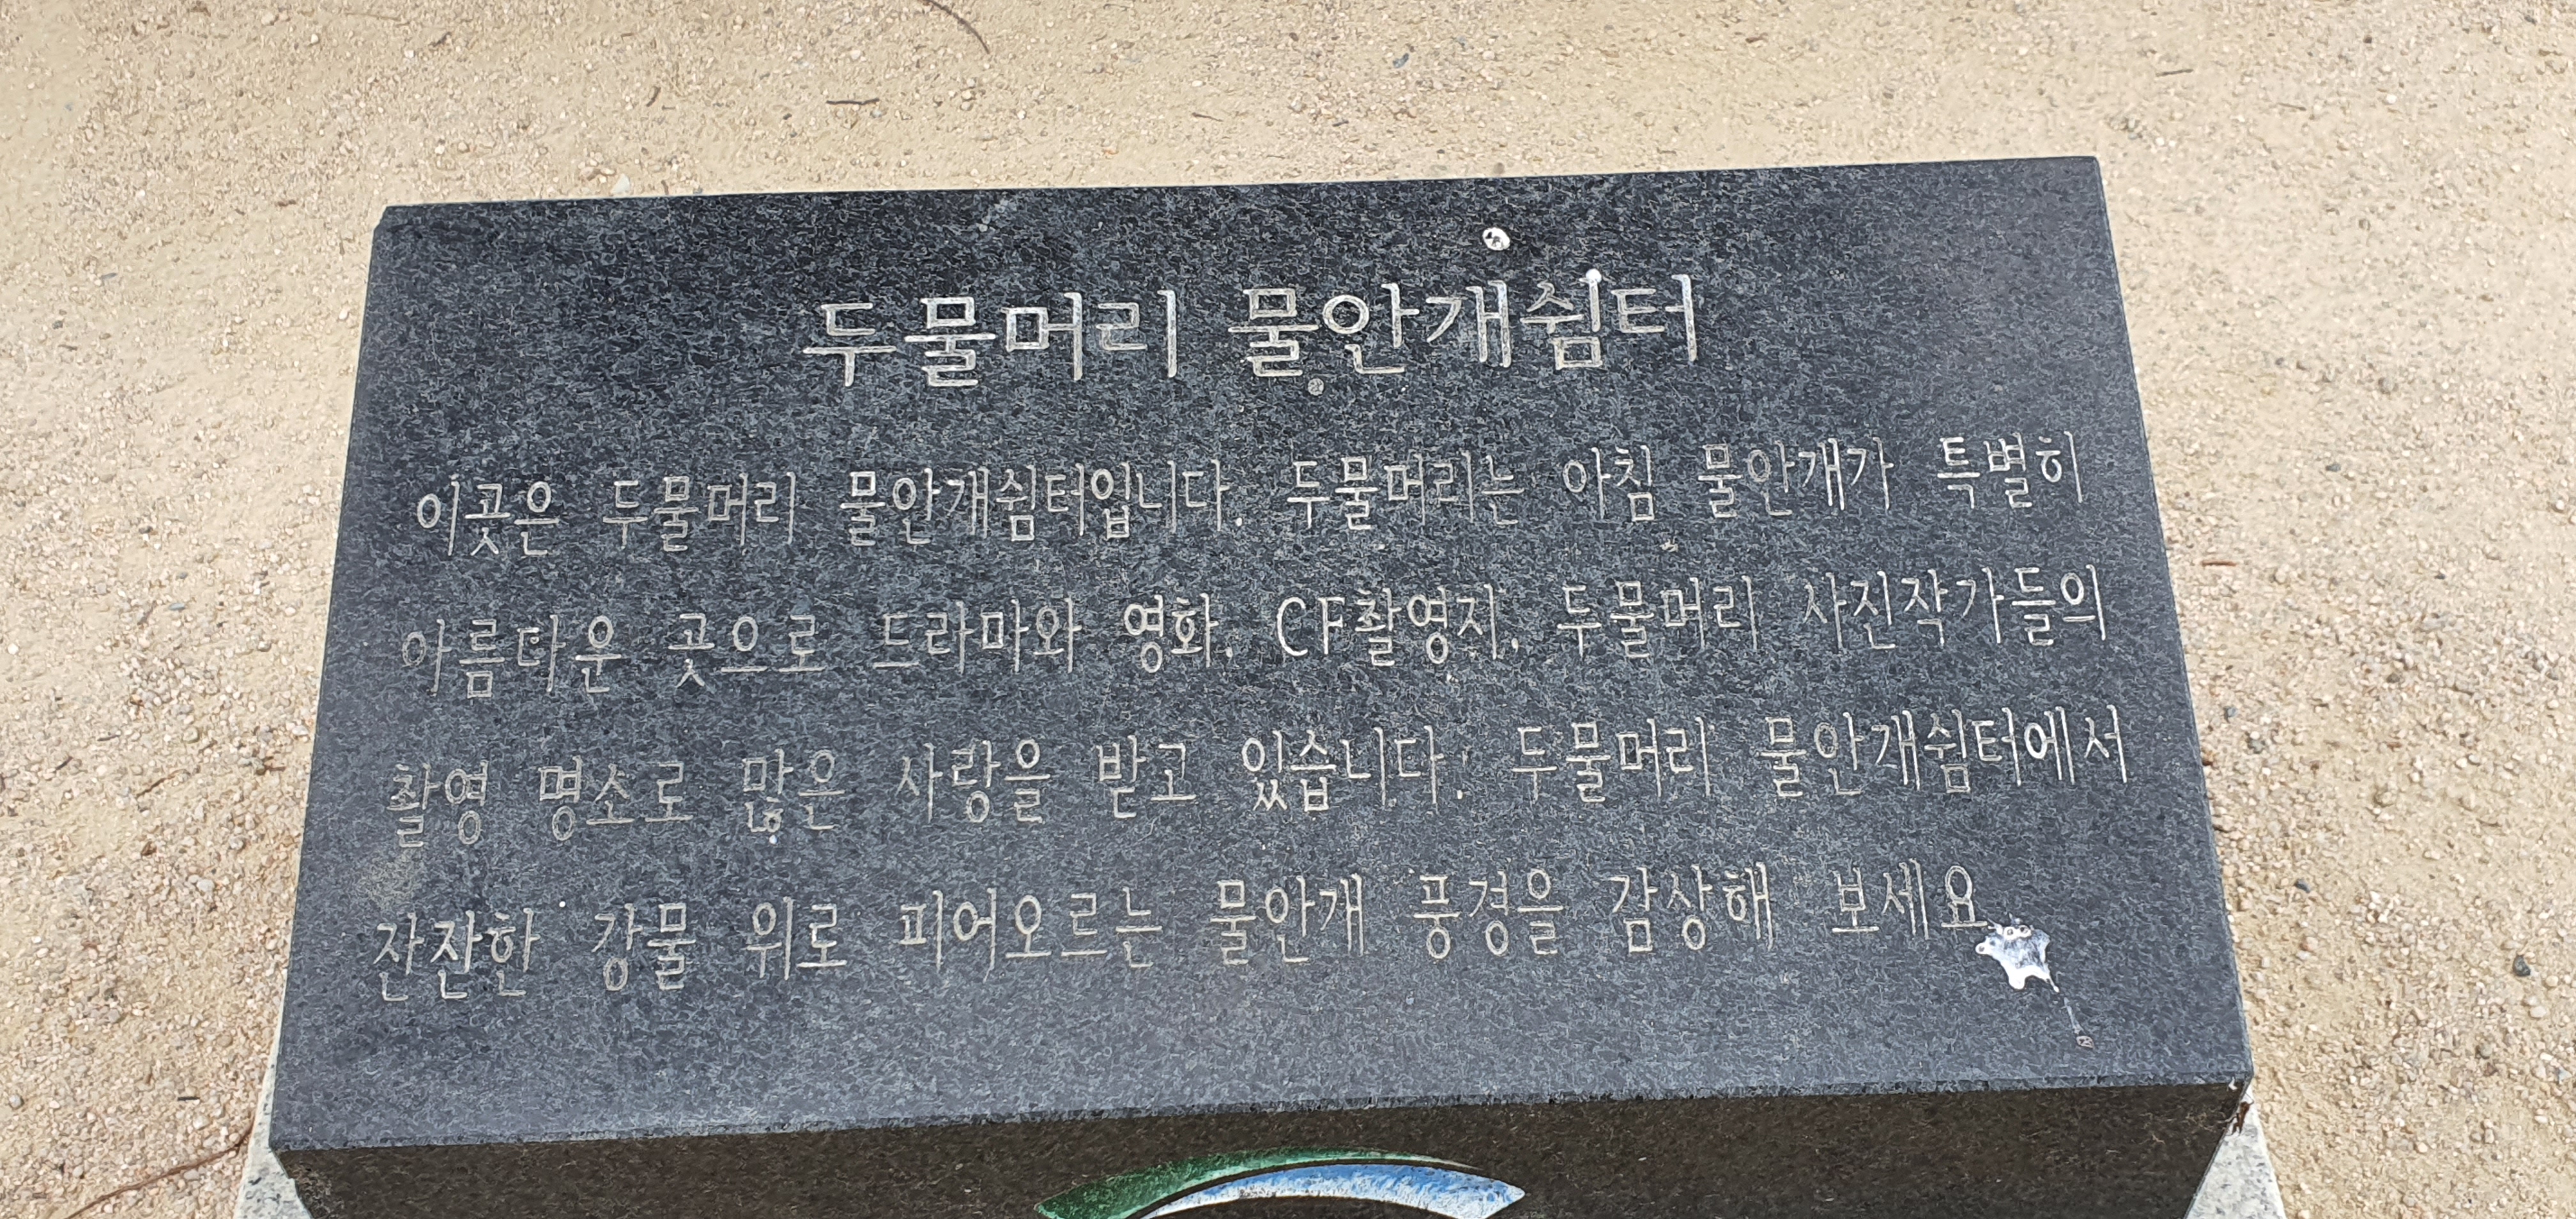 두물머리 물안개쉼터
이곳은 두물머리 물안개쉼터입니다. 두물머리는 아침 물안개가 특별히
아름다운 곳으로 드라마와 영화, CF촬영지, 두물머리 사진작가들의
촬영 명소로 많은 사랑을 받고 있습니다. 두물머리 물안개쉼터에서
잔잔한 강물 위로 피어오르는 물안개 풍경을 감상해 보세요